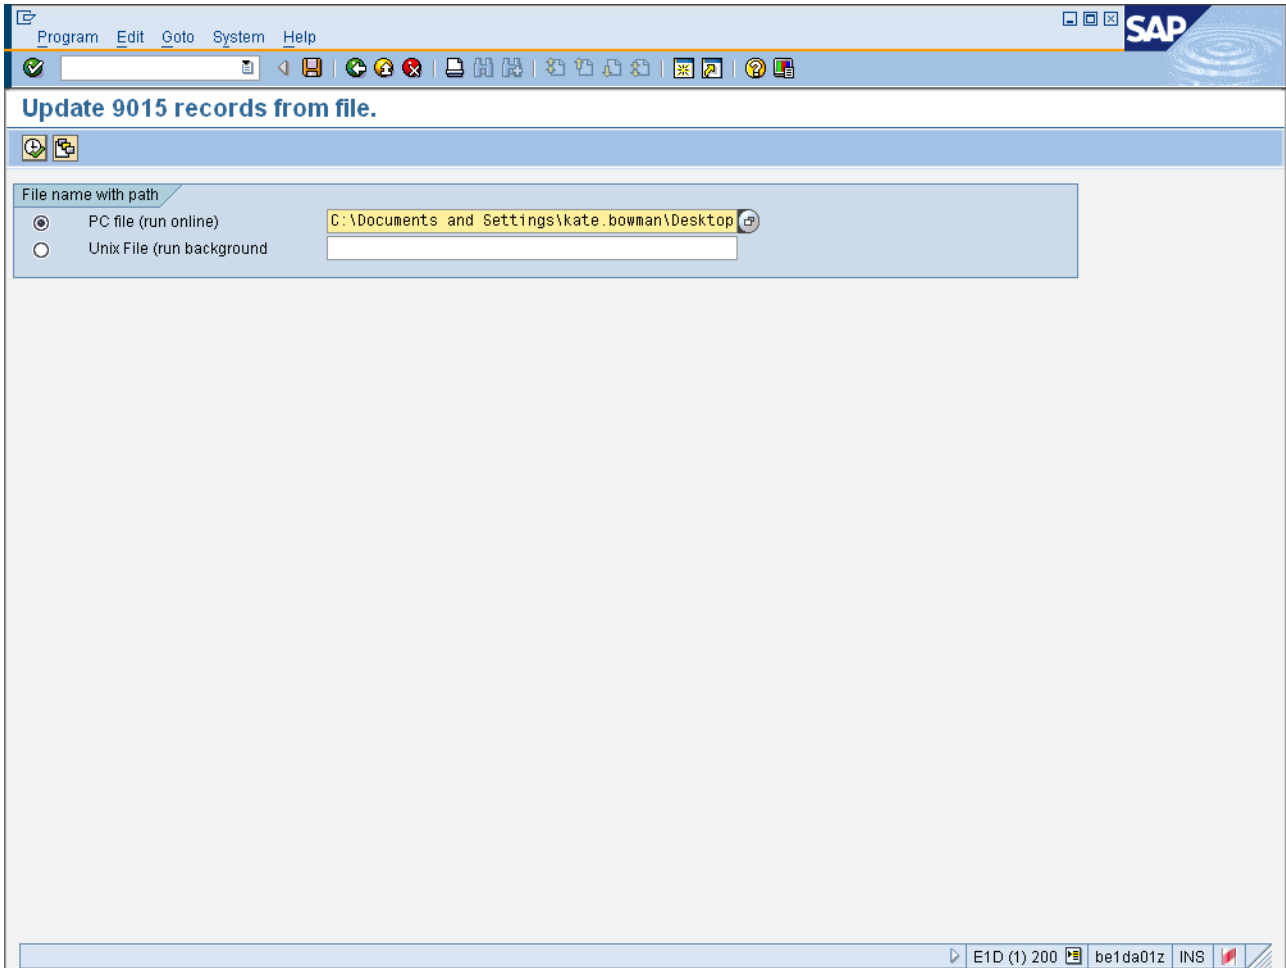 Program Edit Goto System Help
SAP
Update 9015 records from file.
File name with path
PC file (run online) C:\Documents and Settings\kate.bowman\Desktop
Unix File (run background
E1D (1) 200 be1da01z INS